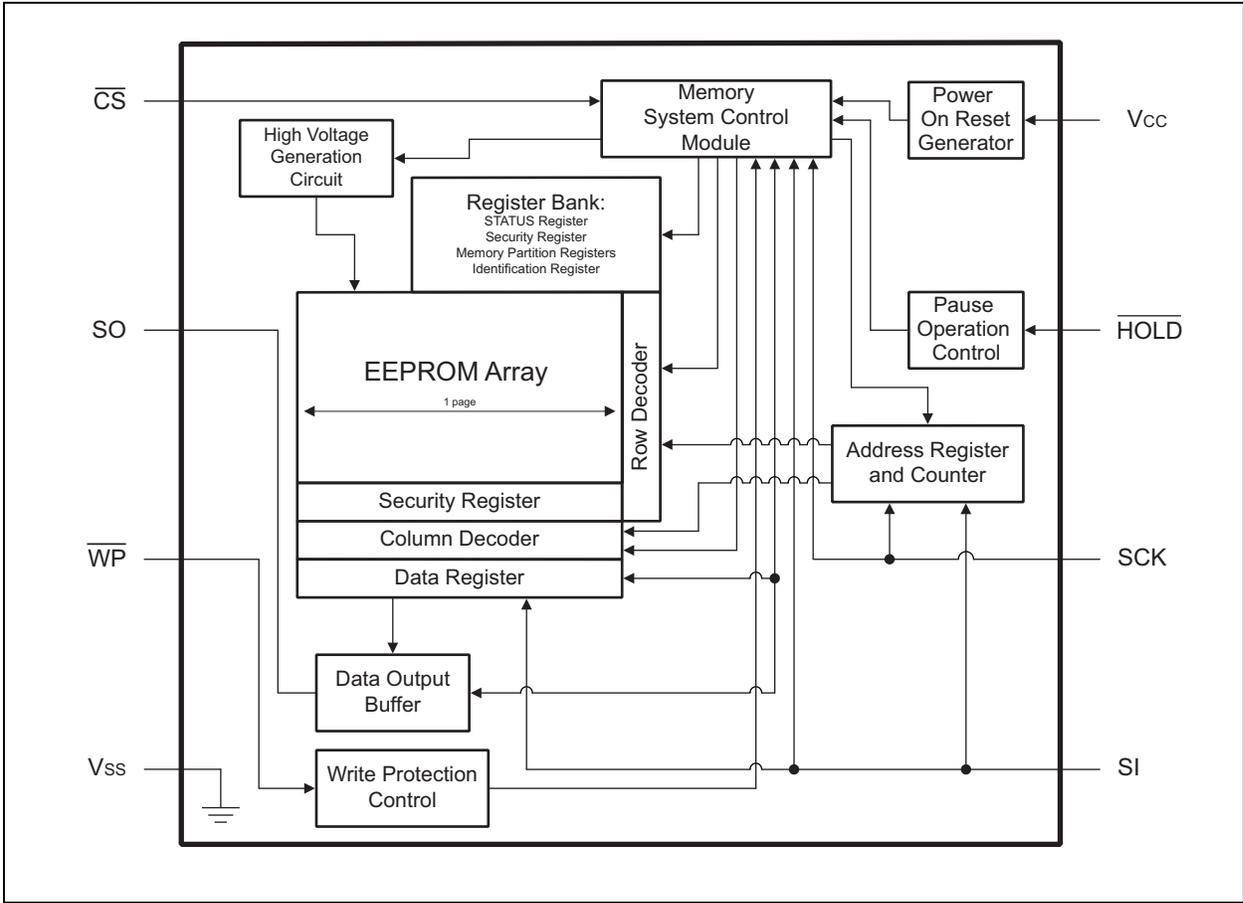 CS
Memory
System Control
Module
Power
On Reset
Generator
VCC
High Voltage
Generation
Circuit
Register Bank:
STATUS Register
Security Register
Memory Partition Registers
Identification Register
SO
EEPROM Array
1 page
Row Decoder
Pause
Operation
Control
HOLD
Address Register
and Counter
Security Register
Column Decoder
Data Register
WP
SCK
Data Output
Buffer
VSS
Write Protection
Control
SI